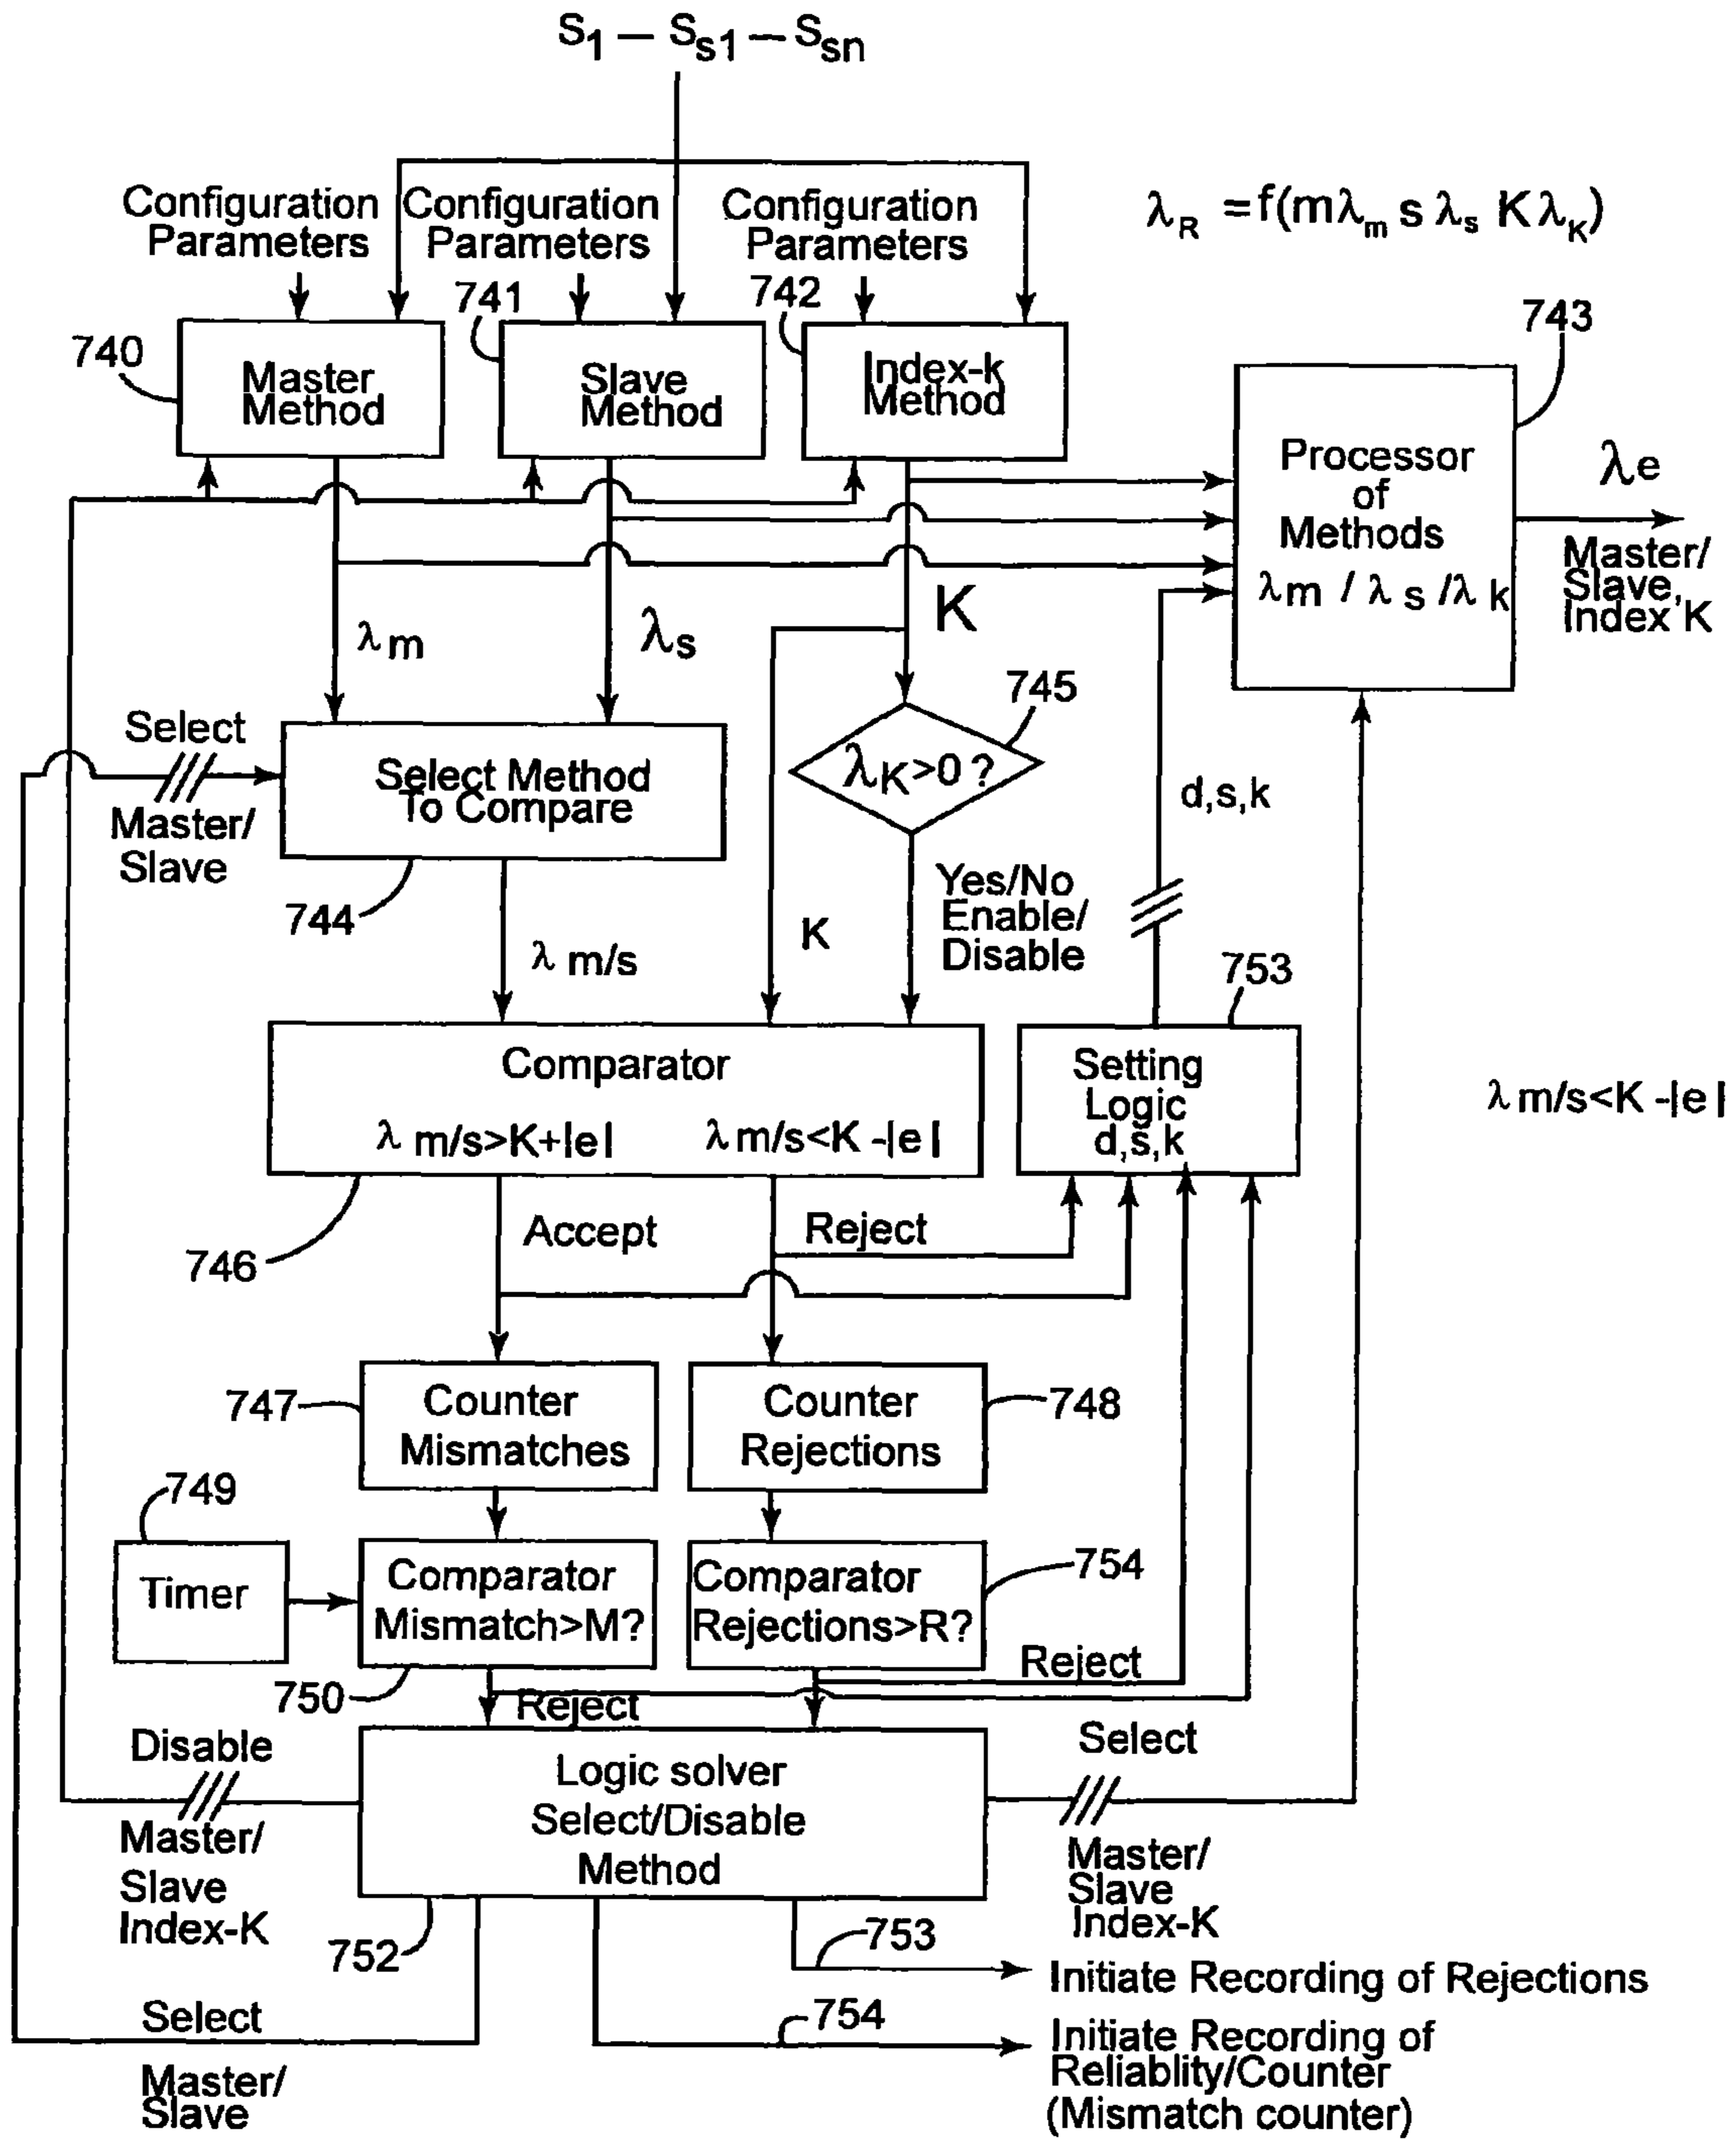 S1 — Ss1 — Ssn
Configuration
Parameters
Configuration
Parameters
Configuration
Parameters
λR =f(mλm s λs K λK)
740
741
742
743
Master
Method
Slave
Method
Index-k
Method
Processor
of
Methods
λm / λs /λk
λe
Master/
Slave,
Index'K
λm
λs
K
745
Select
Master/
Slave
Select Method
To Compare
λK>0 ?
d,s,k
744
λ m/s
K
Yes/No
Enable/
Disable
753
Comparator
λ m/s>K+|e|
λ m/s<K -|e|
Setting
Logic
d,s,k
λ m/s<K -|e|
746
Accept
Reject
747
Counter
Mismatches
Counter
Rejections
748
749
Timer
Comparator
Mismatch>M?
Comparator
Rejections>R?
754
750
Reject
Reject
Disable
Master/
Slave
Index-K
Logic solver
Select/Disable
Method
Select
Master/
Slave
Index-K
752
753
Initiate Recording of Rejections
Select
Master/
Slave
754
Initiate Recording of
Reliablity/Counter
(Mismatch counter)